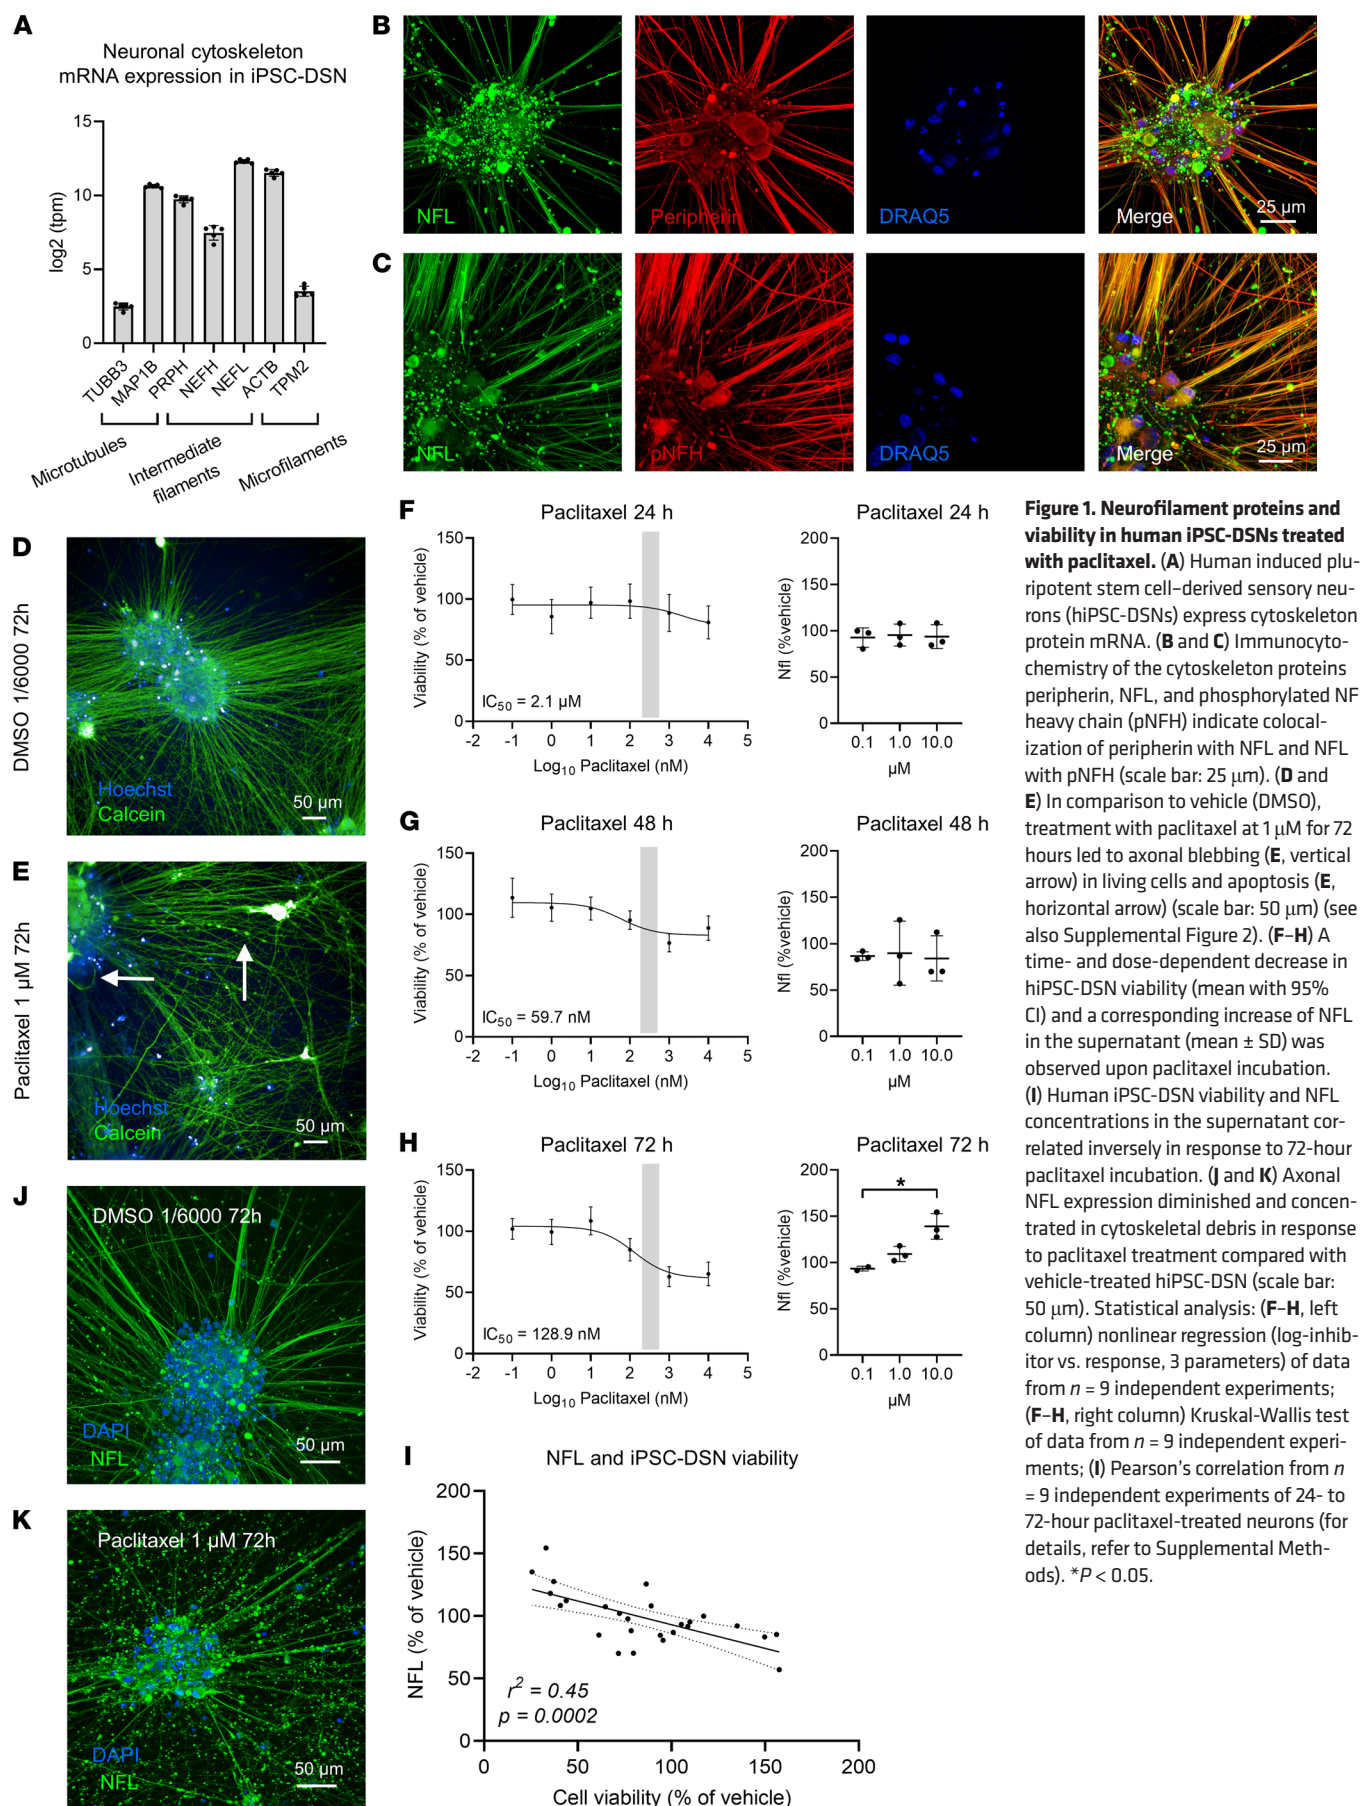 A
Neuronal cytoskeleton
mRNA expression in iPSC-DSN
log2 (tpm)
15
10
5
0
TUBB3
MAP1B
PRPH
NEFH
NEFL
ACTB
TPM2
Microtubules
Intermediate
filaments
Microfilaments
B
NFL
Peripherin
DRAQ5
Merge
25 µm
C
NFL
pNFH
DRAQ5
Merge
25 µm
D
DMSO 1/6000 72h
Hoechst
Calcein
50 µm
E
Paclitaxel 1 µM 72h
Hoechst
Calcein
50 µm
F
Paclitaxel 24 h
Viability (% of vehicle)
150
100
50
0
IC50 = 2.1 µM
-2 -1 0 1 2 3 4 5
Log10 Paclitaxel (nM)
Paclitaxel 24 h
Nfl (%vehicle)
200
150
100
50
0
0.1 1.0 10.0
µM
G
Paclitaxel 48 h
Viability (% of vehicle)
150
100
50
0
IC50 = 59.7 nM
-2 -1 0 1 2 3 4 5
Log10 Paclitaxel (nM)
Paclitaxel 48 h
Nfl (%vehicle)
200
150
100
50
0
0.1 1.0 10.0
µM
H
Paclitaxel 72 h
Viability (% of vehicle)
150
100
50
0
IC50 = 128.9 nM
-2 -1 0 1 2 3 4 5
Log10 Paclitaxel (nM)
Paclitaxel 72 h
Nfl (%vehicle)
200
150
100
50
0
*
0.1 1.0 10.0
µM
I
NFL and iPSC-DSN viability
NFL (% of vehicle)
200
150
100
50
0
r2 = 0.45
p = 0.0002
0 50 100 150 200
Cell viability (% of vehicle)
J
DMSO 1/6000 72h
DAPI
NFL
50 µm
K
Paclitaxel 1 µM 72h
DAPI
NFL
50 µm
Figure 1. Neurofilament proteins and
viability in human iPSC-DSNs treated
with paclitaxel. (A) Human induced plu-
ripotent stem cell–derived sensory neu-
rons (hiPSC-DSNs) express cytoskeleton
protein mRNA. (B and C) Immunocyto-
chemistry of the cytoskeleton proteins
peripherin, NFL, and phosphorylated NF
heavy chain (pNFH) indicate colocal-
ization of peripherin with NFL and NFL
with pNFH (scale bar: 25 µm). (D and
E) In comparison to vehicle (DMSO),
treatment with paclitaxel at 1 µM for 72
hours led to axonal blebbing (E, vertical
arrow) in living cells and apoptosis (E,
horizontal arrow) (scale bar: 50 µm) (see
also Supplemental Figure 2). (F–H) A
time- and dose-dependent decrease in
hiPSC-DSN viability (mean with 95%
CI) and a corresponding increase of NFL
in the supernatant (mean ± SD) was
observed upon paclitaxel incubation.
(I) Human iPSC-DSN viability and NFL
concentrations in the supernatant cor-
related inversely in response to 72-hour
paclitaxel incubation. (J and K) Axonal
NFL expression diminished and concen-
trated in cytoskeletal debris in response
to paclitaxel treatment compared with
vehicle-treated hiPSC-DSN (scale bar:
50 µm). Statistical analysis: (F–H, left
column) nonlinear regression (log-inhib-
itor vs. response, 3 parameters) of data
from n = 9 independent experiments;
(F–H, right column) Kruskal-Wallis test
of data from n = 9 independent experi-
ments; (I) Pearson's correlation from n
= 9 independent experiments of 24- to
72-hour paclitaxel-treated neurons (for
details, refer to Supplemental Meth-
ods). *P < 0.05.